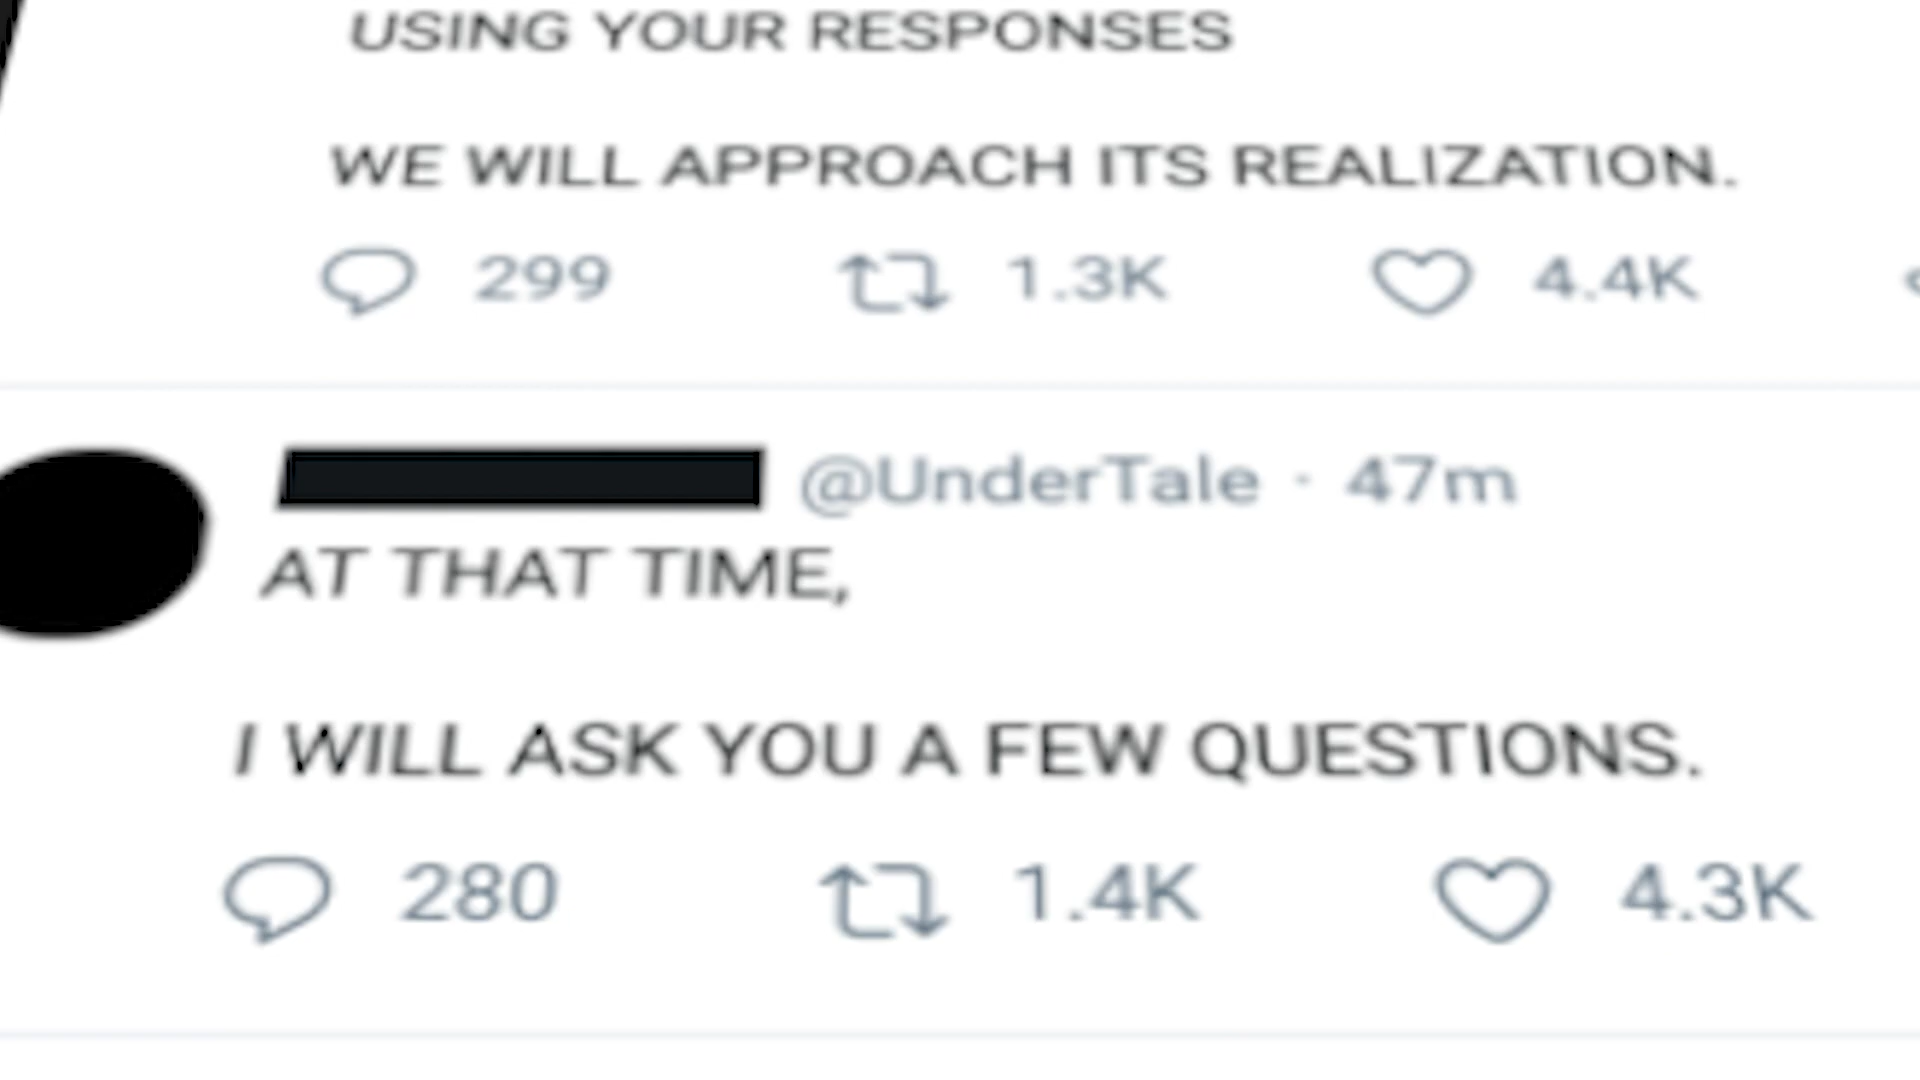 USING YOUR RESPONSES
WE WILL APPROACH ITS REALIZATION.
299 1.3K 4.4K
@UnderTale · 47m
AT THAT TIME,
I WILL ASK YOU A FEW QUESTIONS.
280 1.4K 4.3K